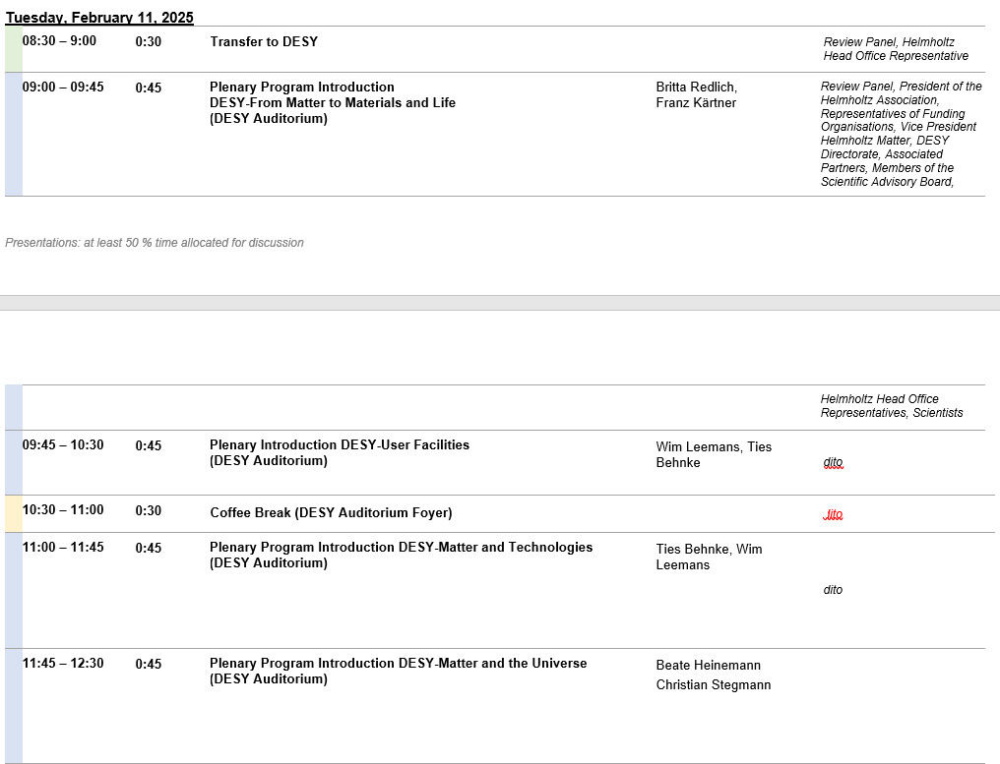 Tuesday, February 11, 2025
08:30 – 9:00 0:30 Transfer to DESY Review Panel, Helmholtz
Head Office Representative
09:00 – 09:45 0:45 Plenary Program Introduction Britta Redlich, Review Panel, President of the
DESY-From Matter to Materials and Life Franz Kärtner Helmholtz Association,
(DESY Auditorium) Representatives of Funding
Organisations, Vice President
Helmholtz Matter, DESY
Directorate, Associated
Partners, Members of the
Scientific Advisory Board,
Presentations: at least 50 % time allocated for discussion
Helmholtz Head Office
Representatives, Scientists
09:45 – 10:30 0:45 Plenary Introduction DESY-User Facilities Wim Leemans, Ties
(DESY Auditorium) Behnke dito
10:30 – 11:00 0:30 Coffee Break (DESY Auditorium Foyer)
11:00 – 11:45 0:45 Plenary Program Introduction DESY-Matter and Technologies Ties Behnke, Wim
(DESY Auditorium) Leemans
dito
11:45 – 12:30 0:45 Plenary Program Introduction DESY-Matter and the Universe Beate Heinemann
(DESY Auditorium) Christian Stegmann